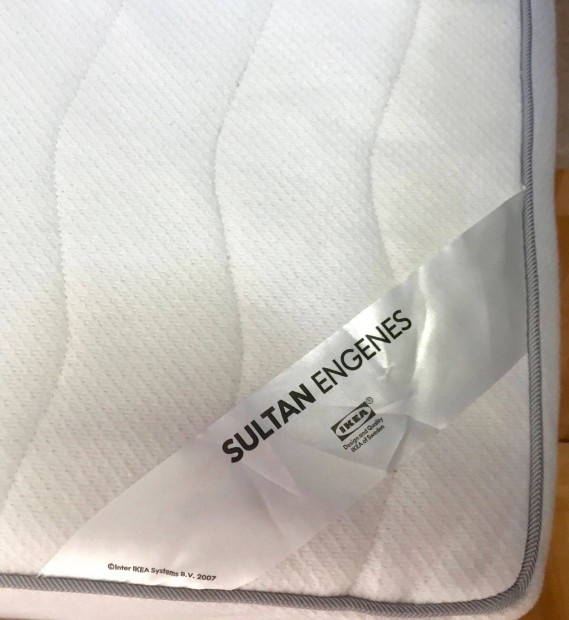 SULTAN ENGENES
IKEA®
Design and Quality
IKEA of Sweden
©Inter IKEA Systems B.V. 2007